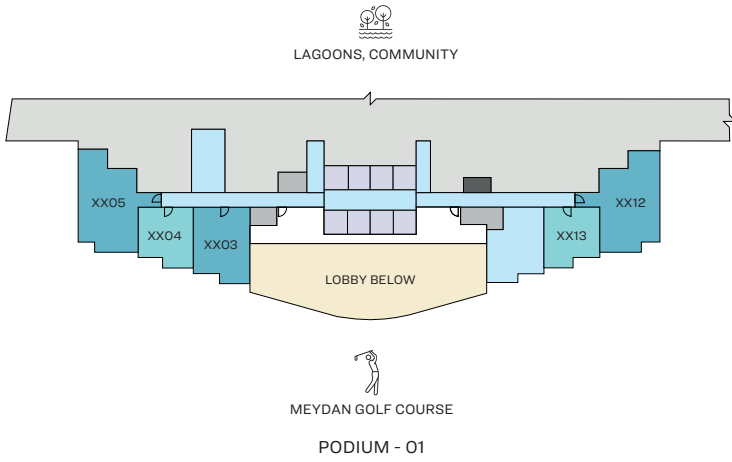 LAGOONS, COMMUNITY
XX05
XX12
XX04
XX03
XX13
LOBBY BELOW
MEYDAN GOLF COURSE
PODIUM - 01